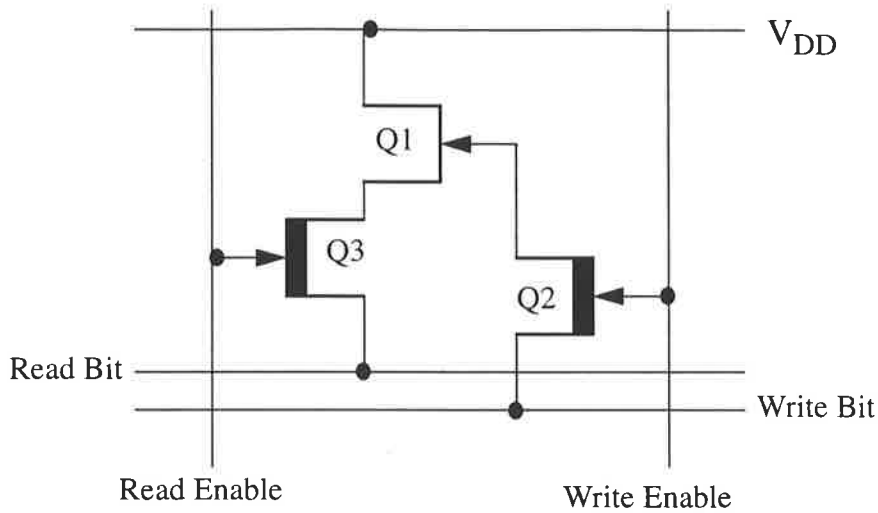 VDD
Q1
Q3
Q2
Read Bit
Write Bit
Read Enable
Write Enable